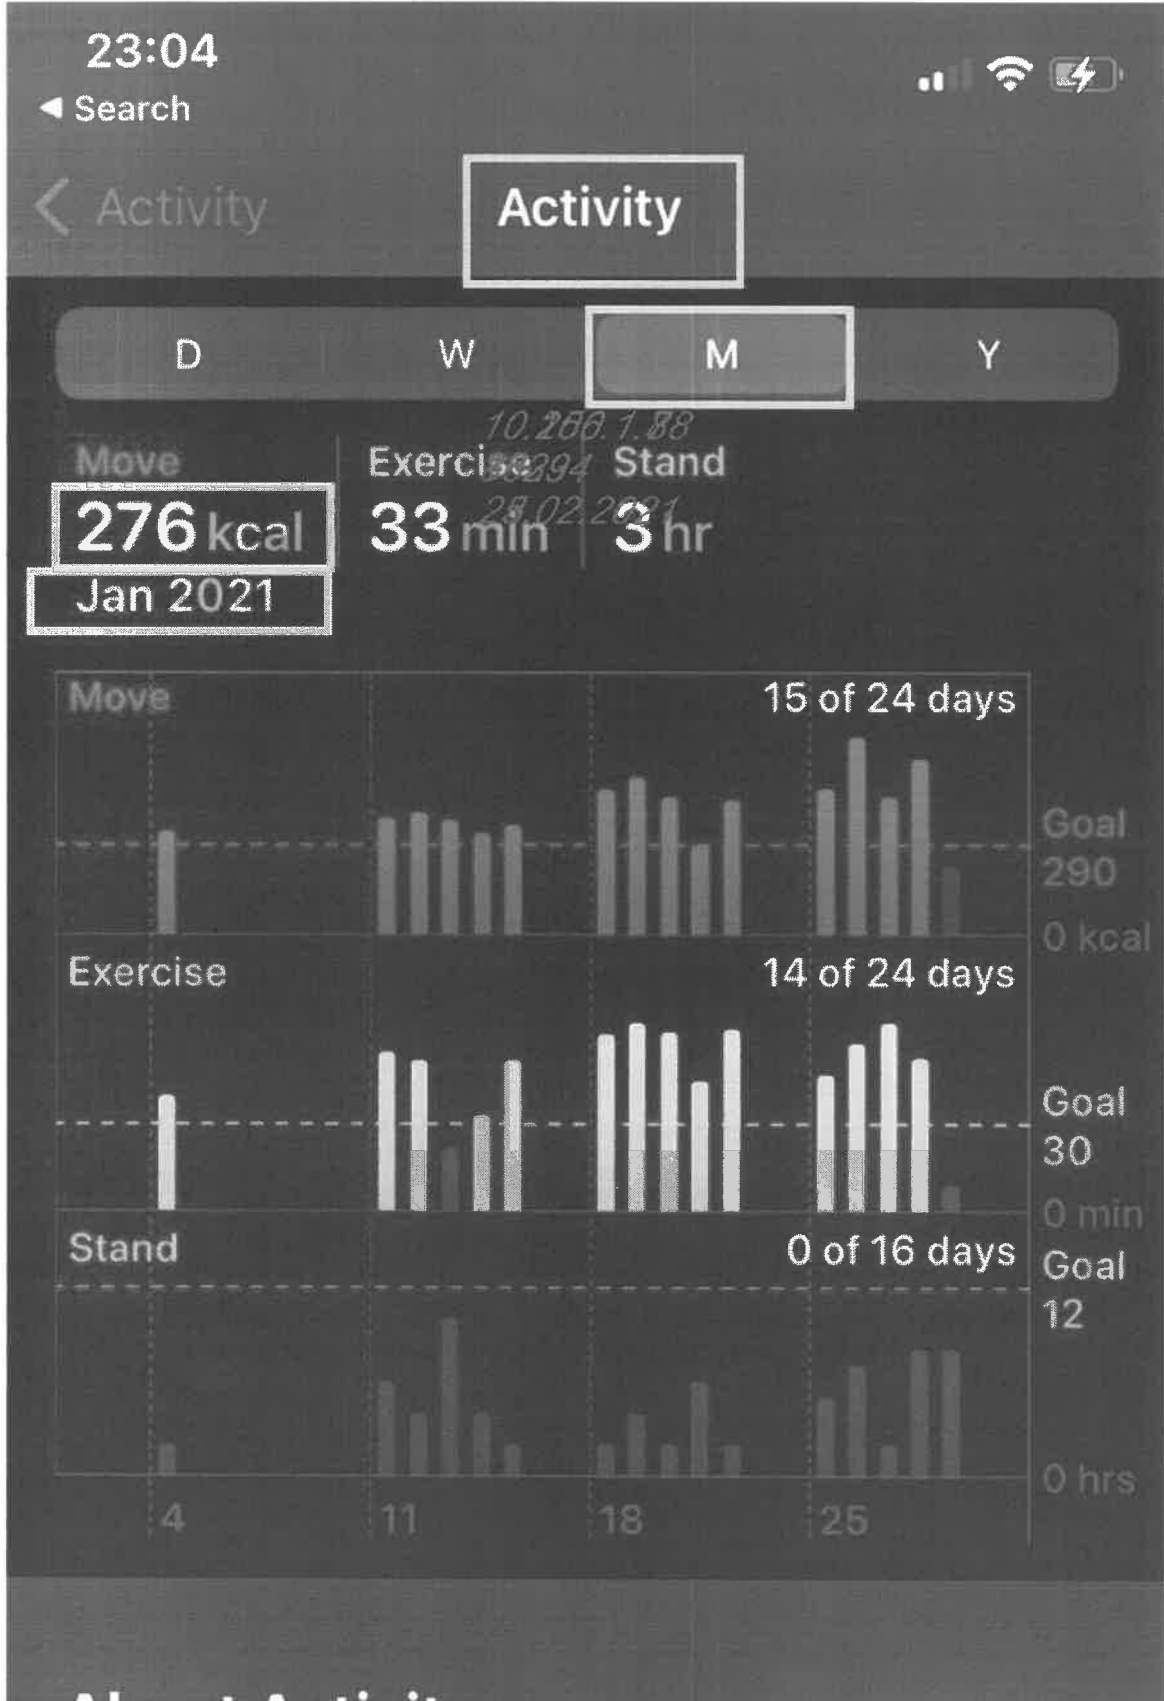 23:04
Search
Activity
Activity
D W M Y
Move Exercise Stand
276 kcal 33 min 3 hr
Jan 2021
Move 15 of 24 days
Goal
290
0 kcal
Exercise 14 of 24 days
Goal
30
0 min
Stand 0 of 16 days
Goal
12
0 hrs
4 11 18 25